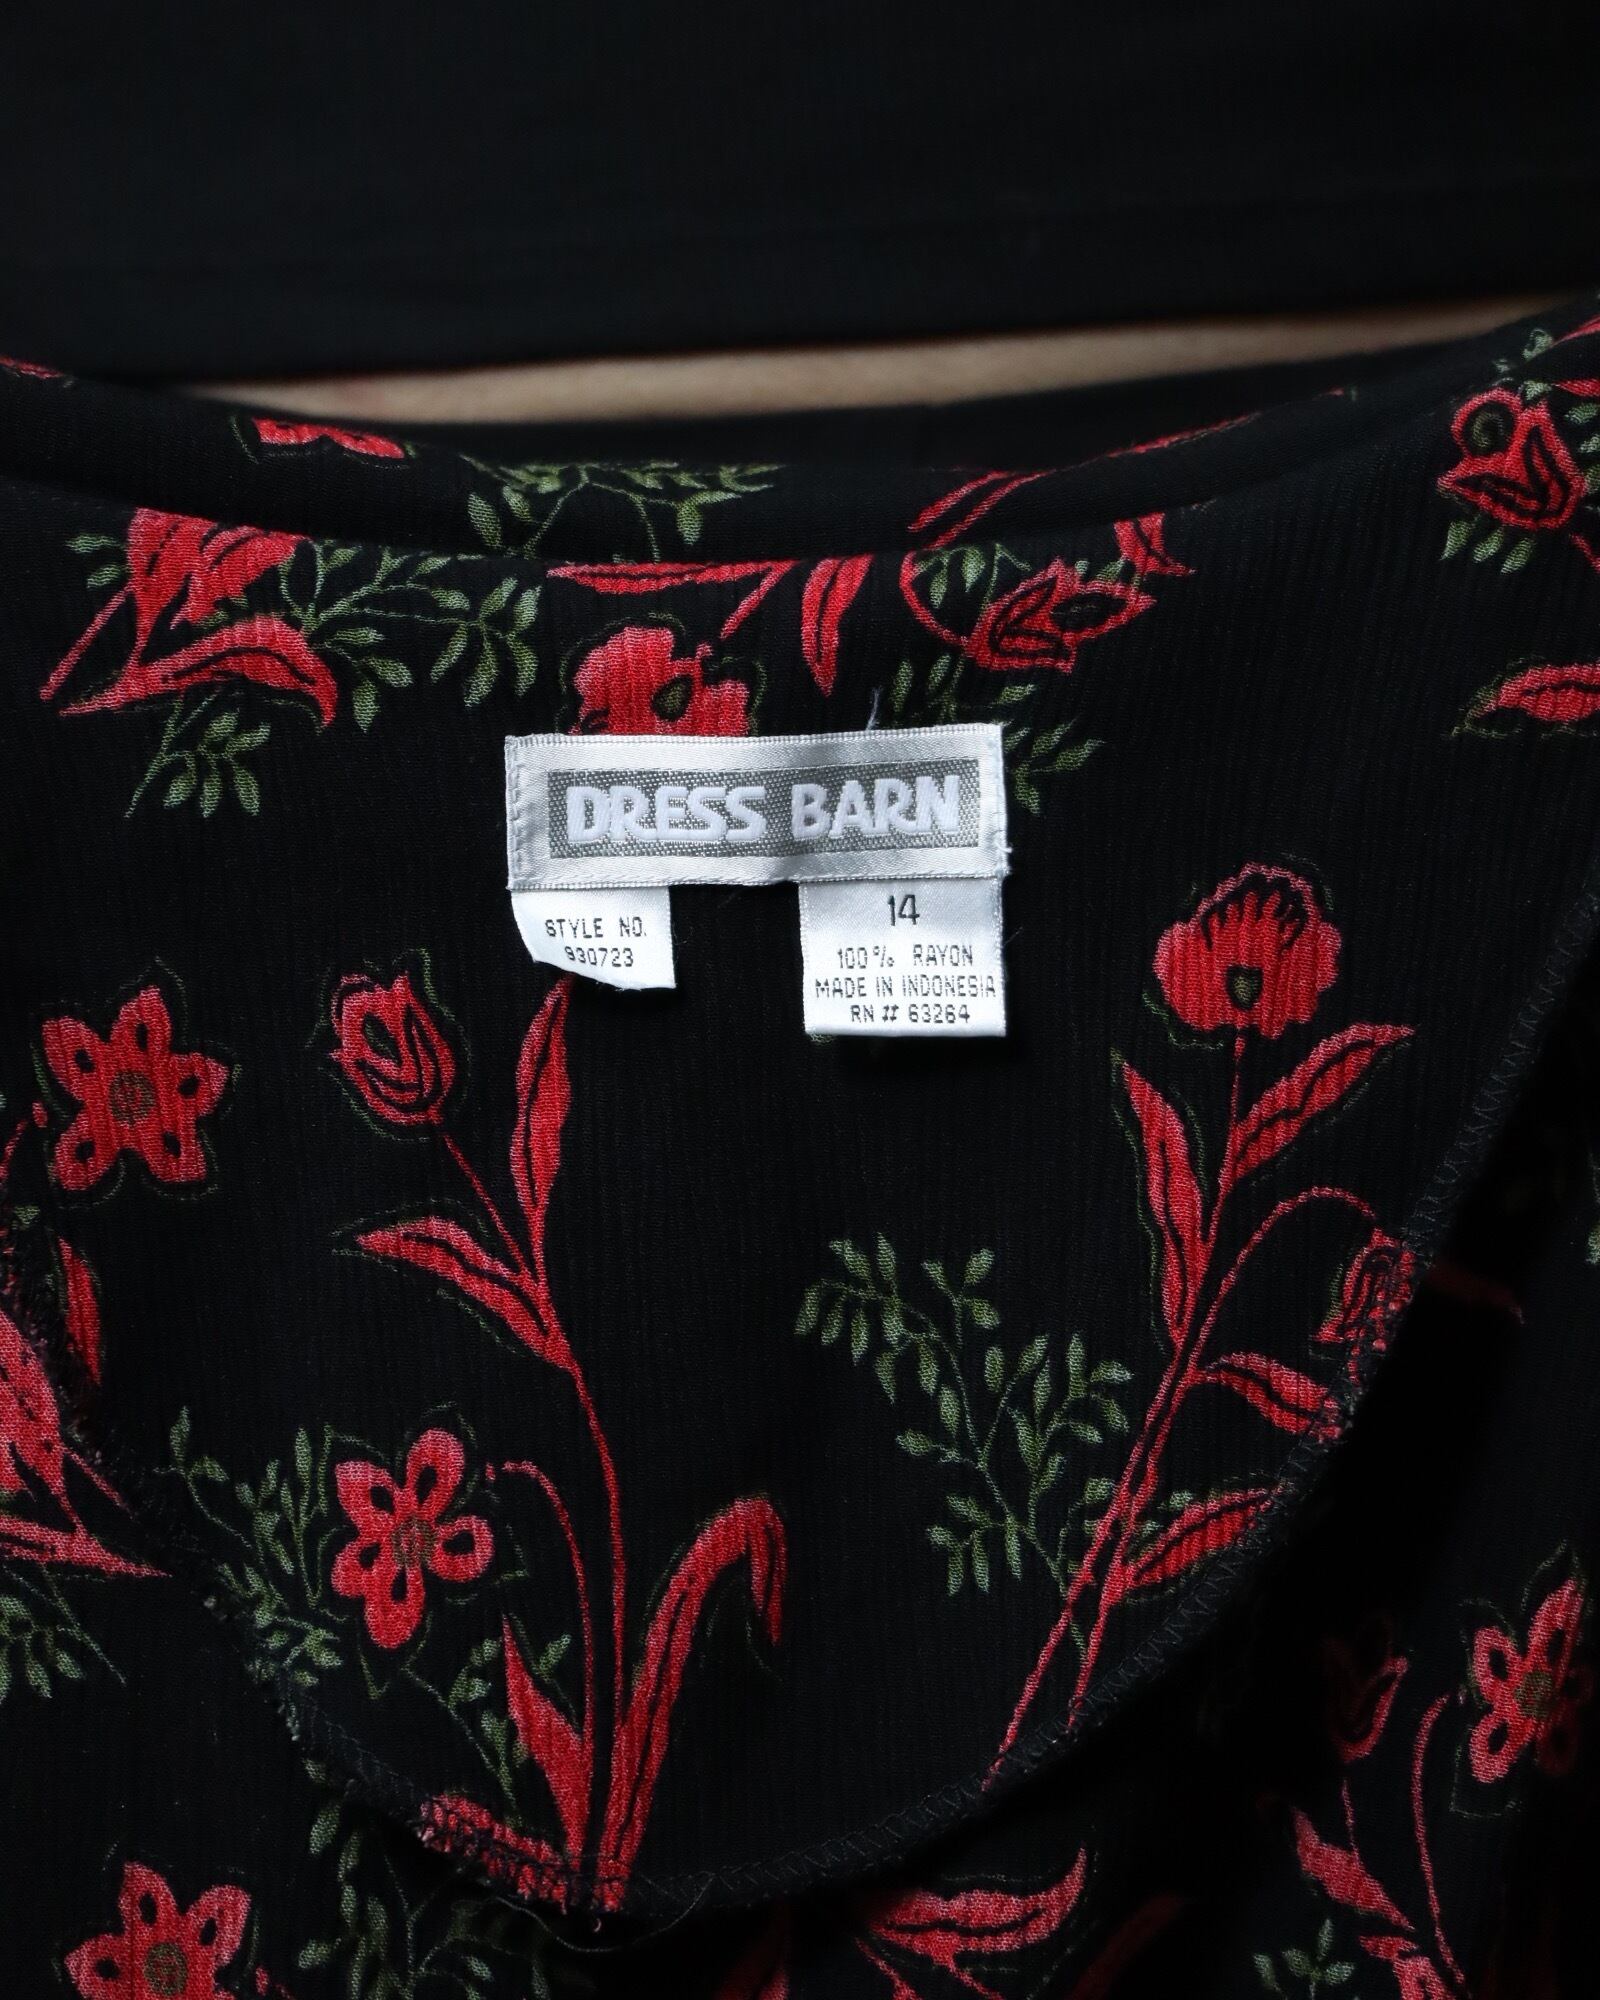 DRESS BARN
STYLE NO.
930723
14
100% RAYON
MADE IN INDONESIA
RN # 63264